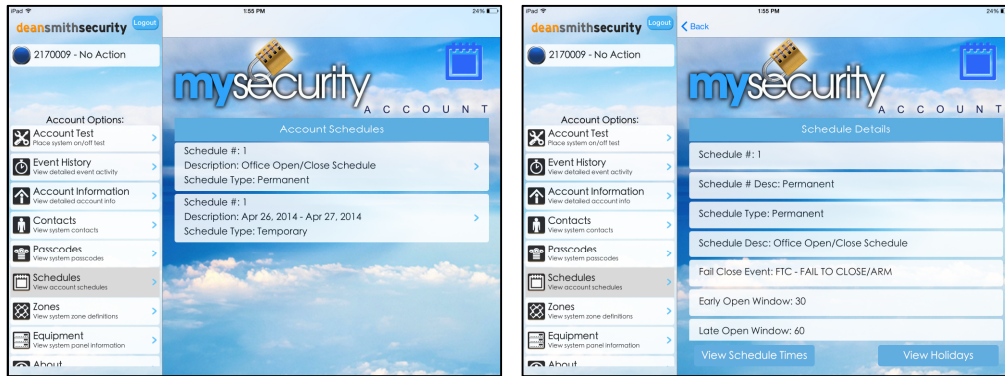 iPad
1:55 PM
24%
deansmithsecurity
Logout
2170009 - No Action
Account Options:
Account Test
Place system on/off test
Event History
View detailed event activity
Account Information
View detailed account info
Contacts
View system contacts
Passcodes
View system passcodes
Schedules
View account schedules
Zones
View system zone definitions
Equipment
View system panel information
About
mysecurity
ACCOUNT
Account Schedules
Schedule #: 1
Description: Office Open/Close Schedule
Schedule Type: Permanent
Schedule #: 1
Description: Apr 26, 2014 - Apr 27, 2014
Schedule Type: Temporary
iPad
1:55 PM
24%
deansmithsecurity
Logout
Back
2170009 - No Action
Account Options:
Account Test
Place system on/off test
Event History
View detailed event activity
Account Information
View detailed account info
Contacts
View system contacts
Passcodes
View system passcodes
Schedules
View account schedules
Zones
View system zone definitions
Equipment
View system panel information
About
mysecurity
ACCOUNT
Schedule Details
Schedule #: 1
Schedule # Desc: Permanent
Schedule Type: Permanent
Schedule Desc: Office Open/Close Schedule
Fail Close Event: FTC - FAIL TO CLOSE/ARM
Early Open Window: 30
Late Open Window: 60
View Schedule Times
View Holidays